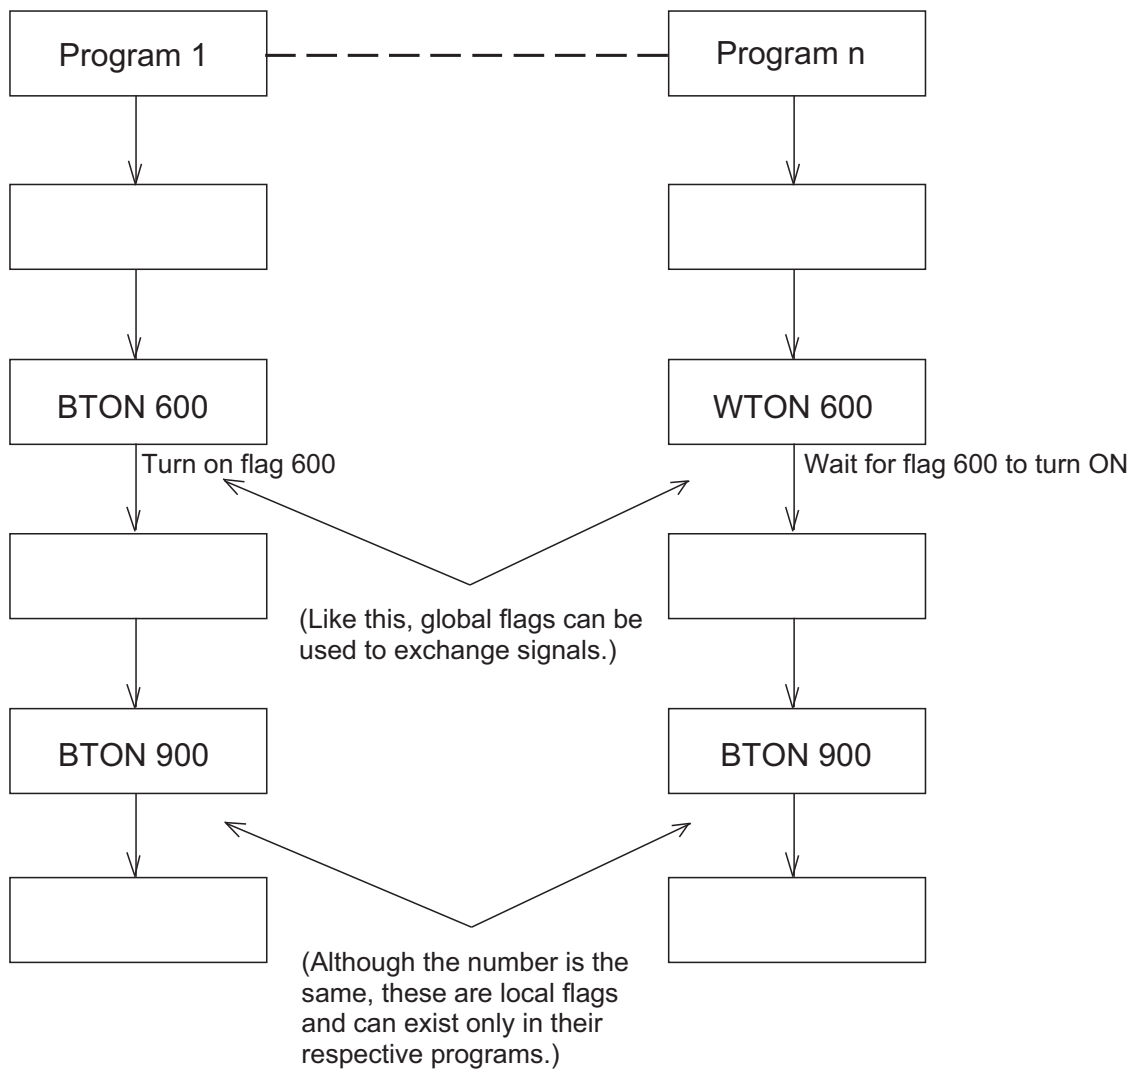 Program 1
Program n
BTON 600
WTON 600
Turn on flag 600
Wait for flag 600 to turn ON
(Like this, global flags can be
used to exchange signals.)
BTON 900
BTON 900
(Although the number is the
same, these are local flags
and can exist only in their
respective programs.)